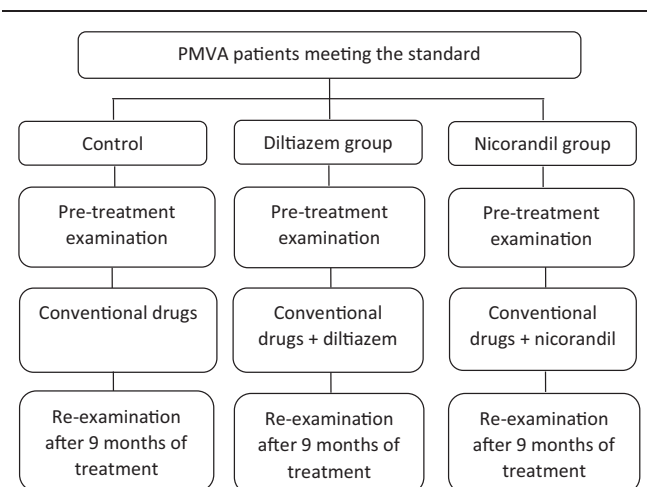 PMVA patients meeting the standard
Control
Diltiazem group
Nicorandil group
Pre-treatment
examination
Pre-treatment
examination
Pre-treatment
examination
Conventional drugs
Conventional
drugs + diltiazem
Conventional
drugs + nicorandil
Re-examination
after 9 months of
treatment
Re-examination
after 9 months of
treatment
Re-examination
after 9 months of
treatment